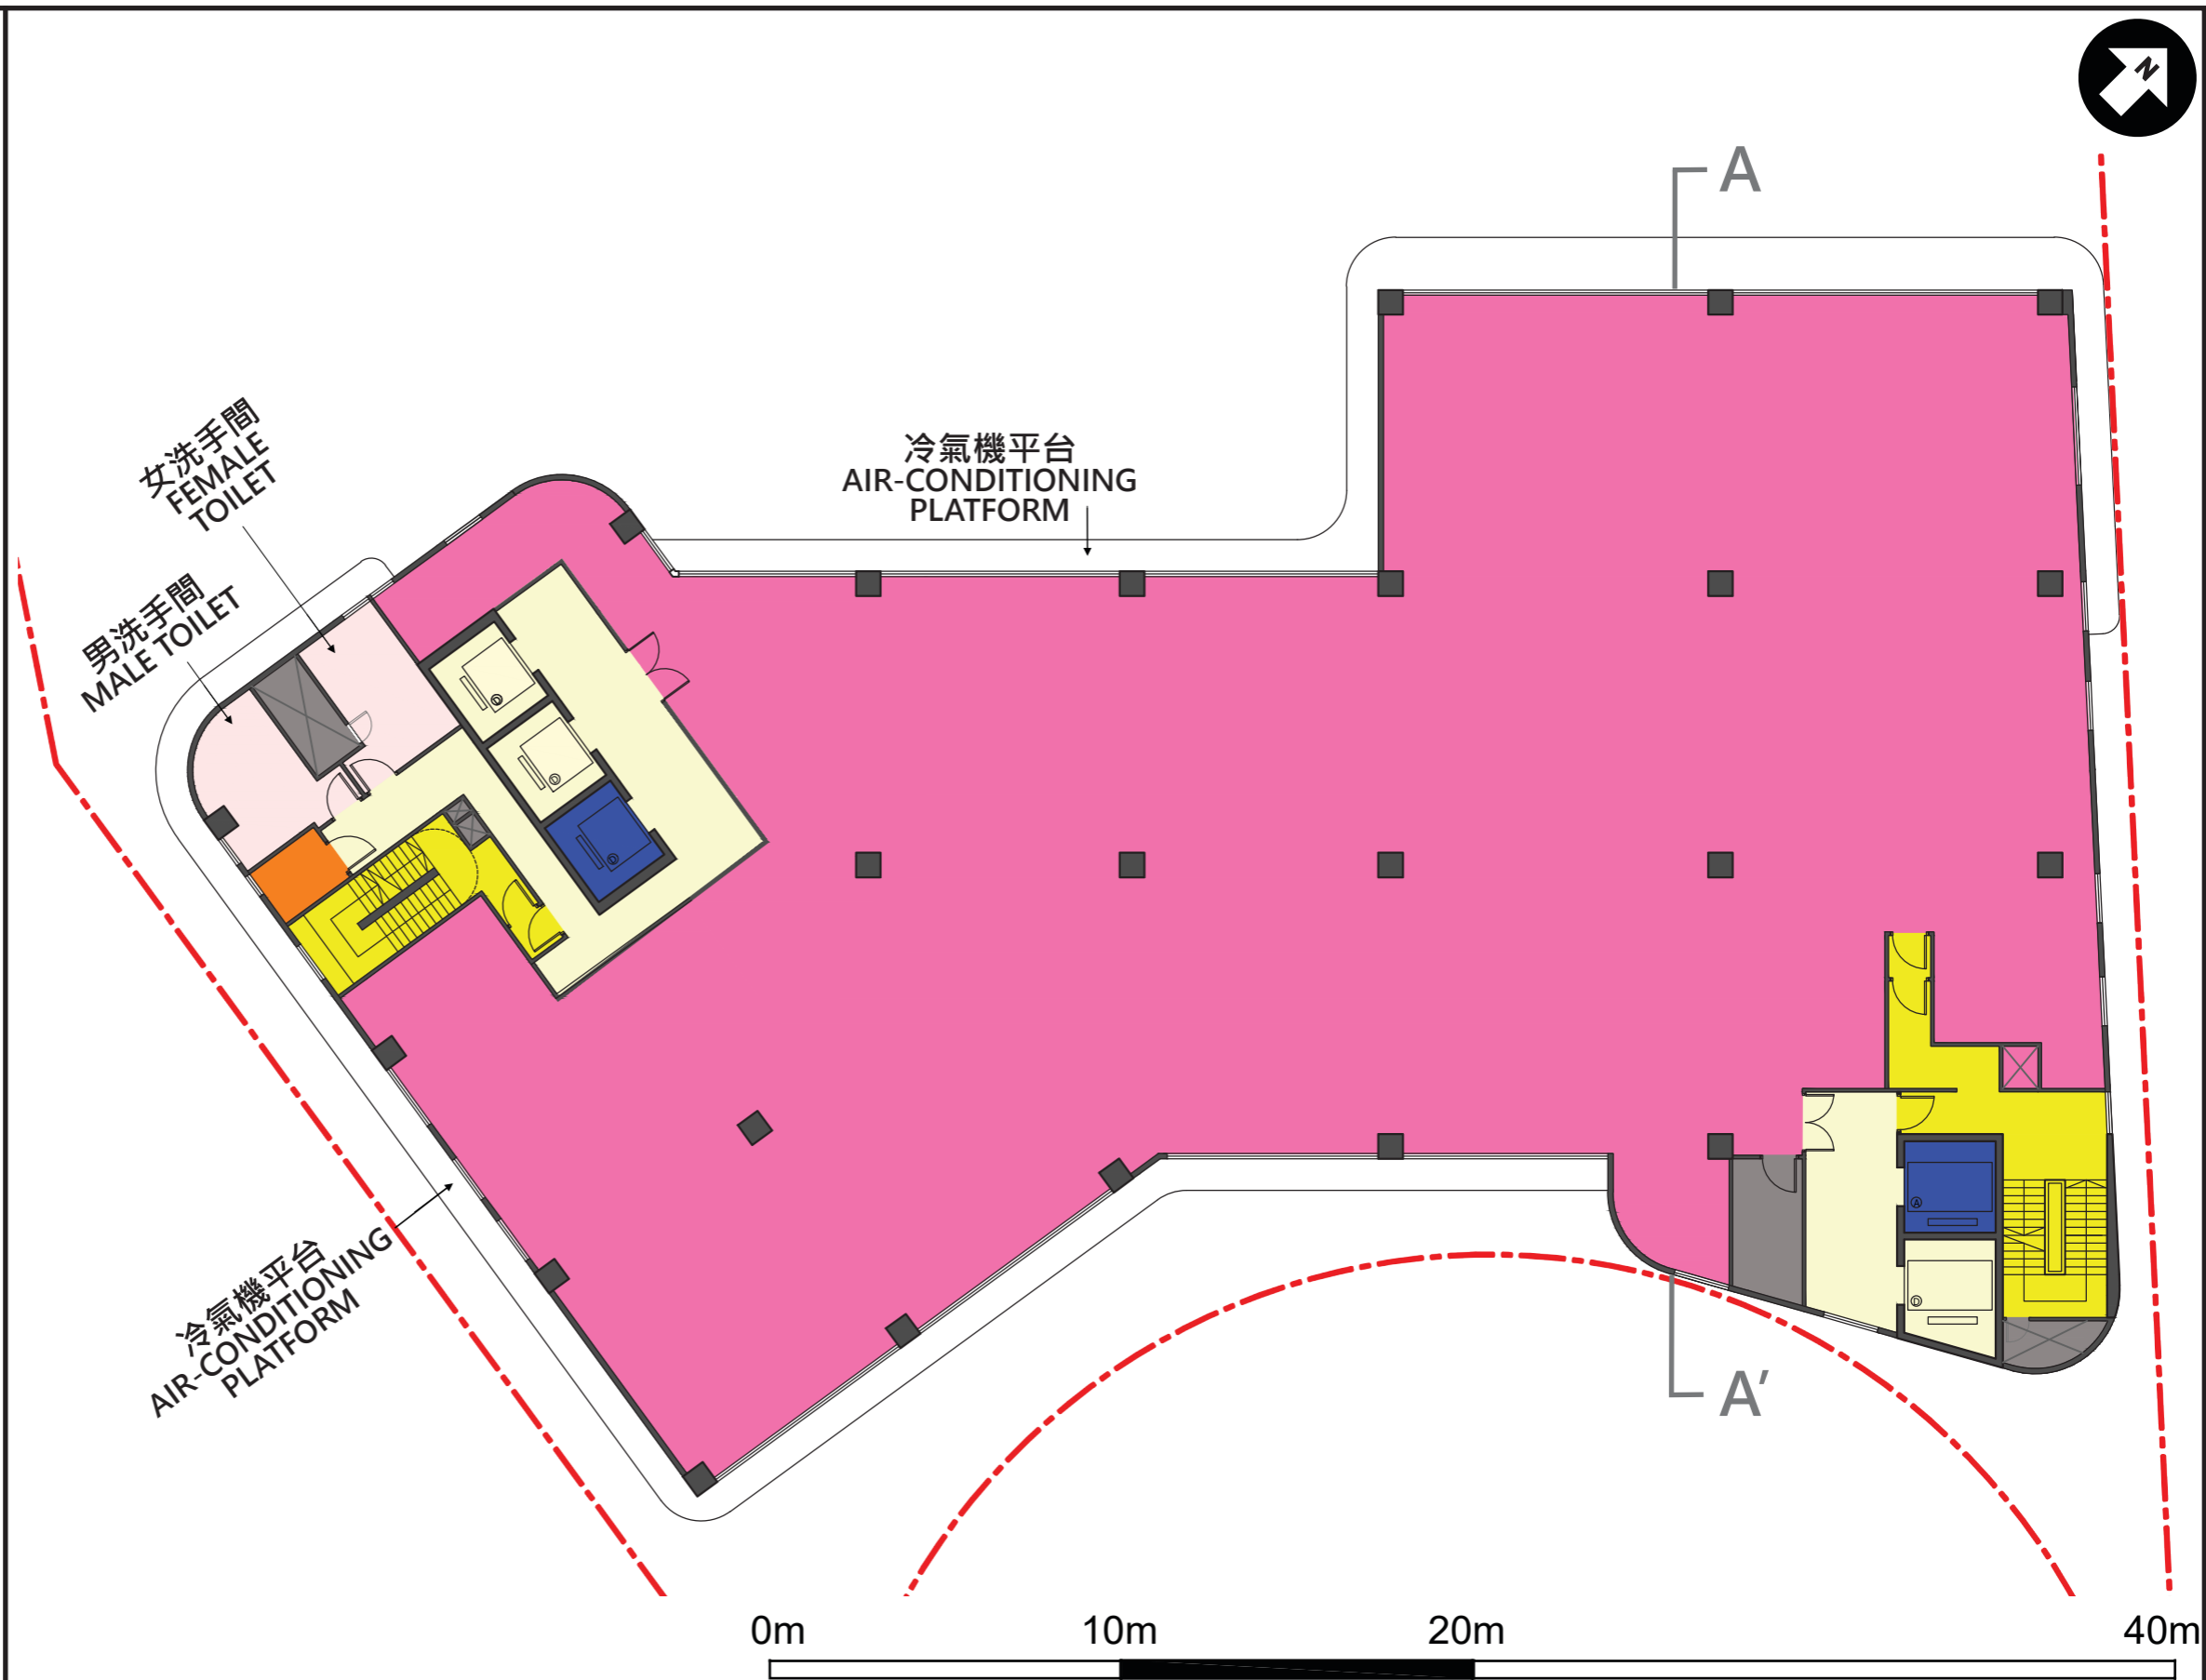 N
A
女洗手間
FEMALE
TOILET
冷氣機平台
AIR-CONDITIONING
PLATFORM
男洗手間
MALE TOILET
D
D
D
A
D
冷氣機平台
AIR-CONDITIONING
PLATFORM
A'
0m 10m 20m 40m